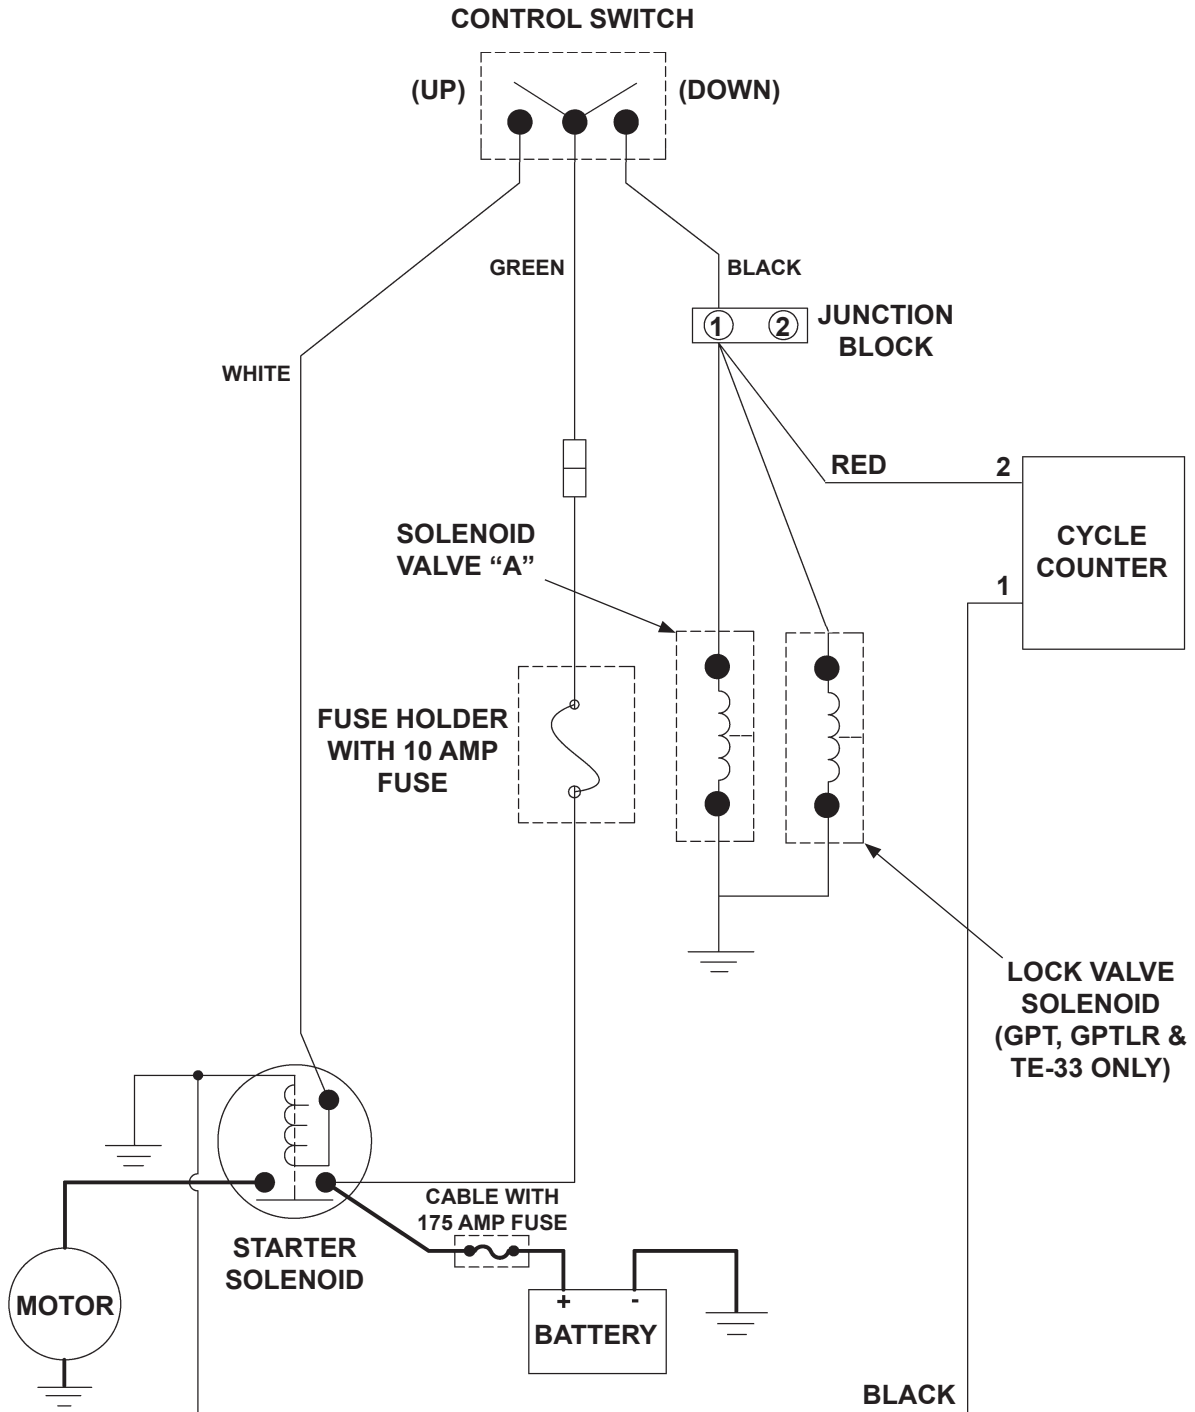 CONTROL SWITCH
(UP)
(DOWN)
GREEN
BLACK
1
2
JUNCTION
BLOCK
WHITE
RED
2
CYCLE
COUNTER
1
SOLENOID
VALVE “A”
FUSE HOLDER
WITH 10 AMP
FUSE
LOCK VALVE
SOLENOID
(GPT, GPTLR &
TE-33 ONLY)
CABLE WITH
175 AMP FUSE
STARTER
SOLENOID
MOTOR
+
-
BATTERY
BLACK